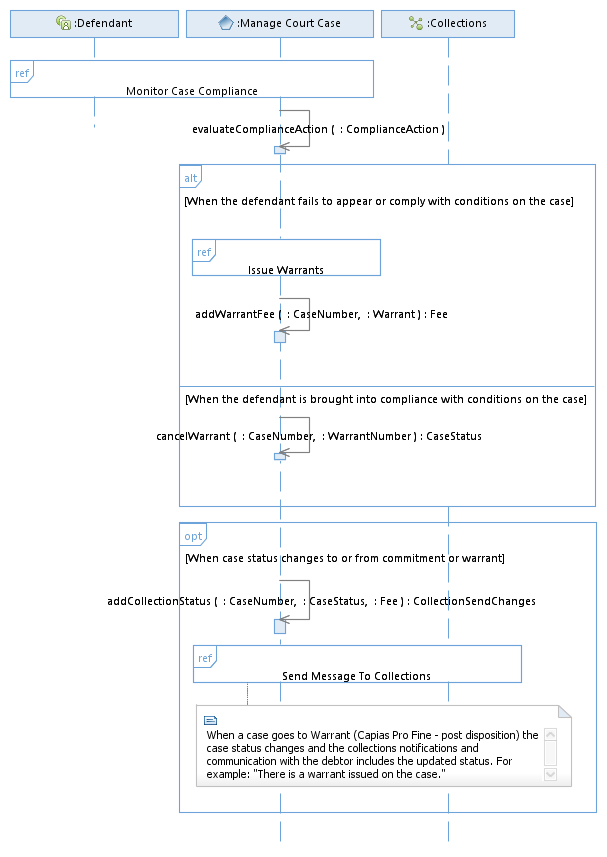 :Defendant
:Manage Court Case
:Collections
ref
Monitor Case Compliance
evaluateComplianceAction ( : ComplianceAction )
alt
[When the defendant fails to appear or comply with conditions on the case]
ref
Issue Warrants
addWarrantFee ( : CaseNumber, : Warrant ) : Fee
[When the defendant is brought into compliance with conditions on the case]
cancelWarrant ( : CaseNumber, : WarrantNumber ) : CaseStatus
opt
[When case status changes to or from commitment or warrant]
addCollectionStatus ( : CaseNumber, : CaseStatus, : Fee ) : CollectionSendChanges
ref
Send Message To Collections
When a case goes to Warrant (Capias Pro Fine - post disposition) the
case status changes and the collections notifications and
communication with the debtor includes the updated status. For
example: "There is a warrant issued on the case."